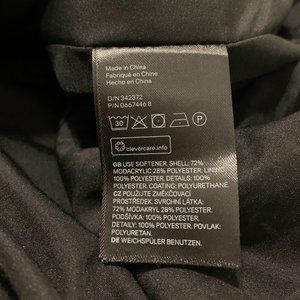 Made in China
Fabriqué en Chine
Hecho en China
O/N 342372
P/N 0667446 8
30
P
clevercare.info
GB USE SOFTENER. SHELL: 72%
MODACRYLIC 28% POLYESTER, LINING:
100% POLYESTER, DETAILS: 100%
POLYESTER. COATING: POLYURETHANE.
CZ POUŽIJTE ZMĚKČOVACÍ
PROSTŘEDEK. SVRCHNÍ LÁTKA:
72% MODAKRYL 28% POLYESTER,
PODŠÍVKA: 100% POLYESTER,
DETAILY: 100% POLYESTER. POVLAK:
POLYURETAN.
DE WEICHSPÜLER BENUTZEN.